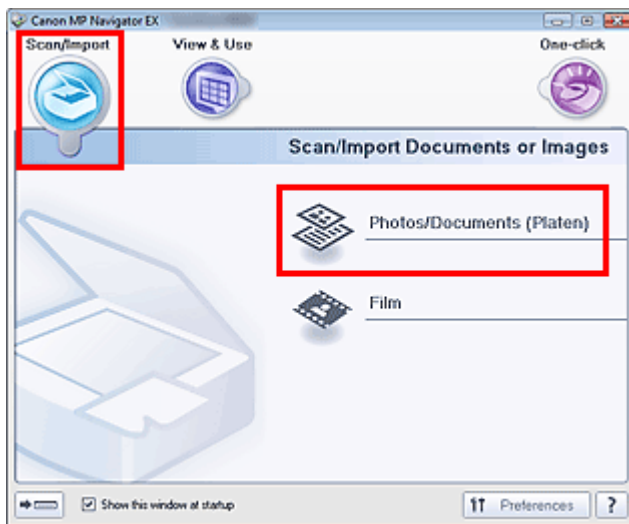 Canon MP Navigator EX
Scan/Import
View & Use
One-click
Scan/Import Documents or Images
Photos/Documents (Platen)
Film
Show this window at startup
Preferences
?